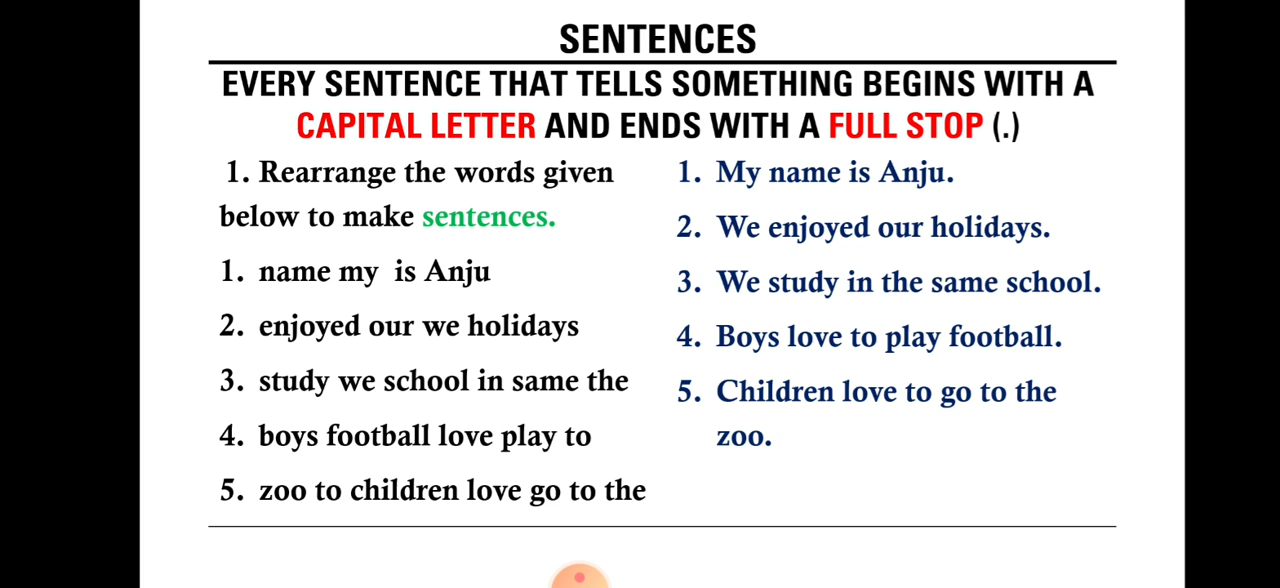 SENTENCES
EVERY SENTENCE THAT TELLS SOMETHING BEGINS WITH A
CAPITAL LETTER AND ENDS WITH A FULL STOP (.)
1. Rearrange the words given
below to make sentences.
1. name my  is Anju
2. enjoyed our we holidays
3. study we school in same the
4. boys football love play to
5. zoo to children love go to the
1. My name is Anju.
2. We enjoyed our holidays.
3. We study in the same school.
4. Boys love to play football.
5. Children love to go to the
zoo.